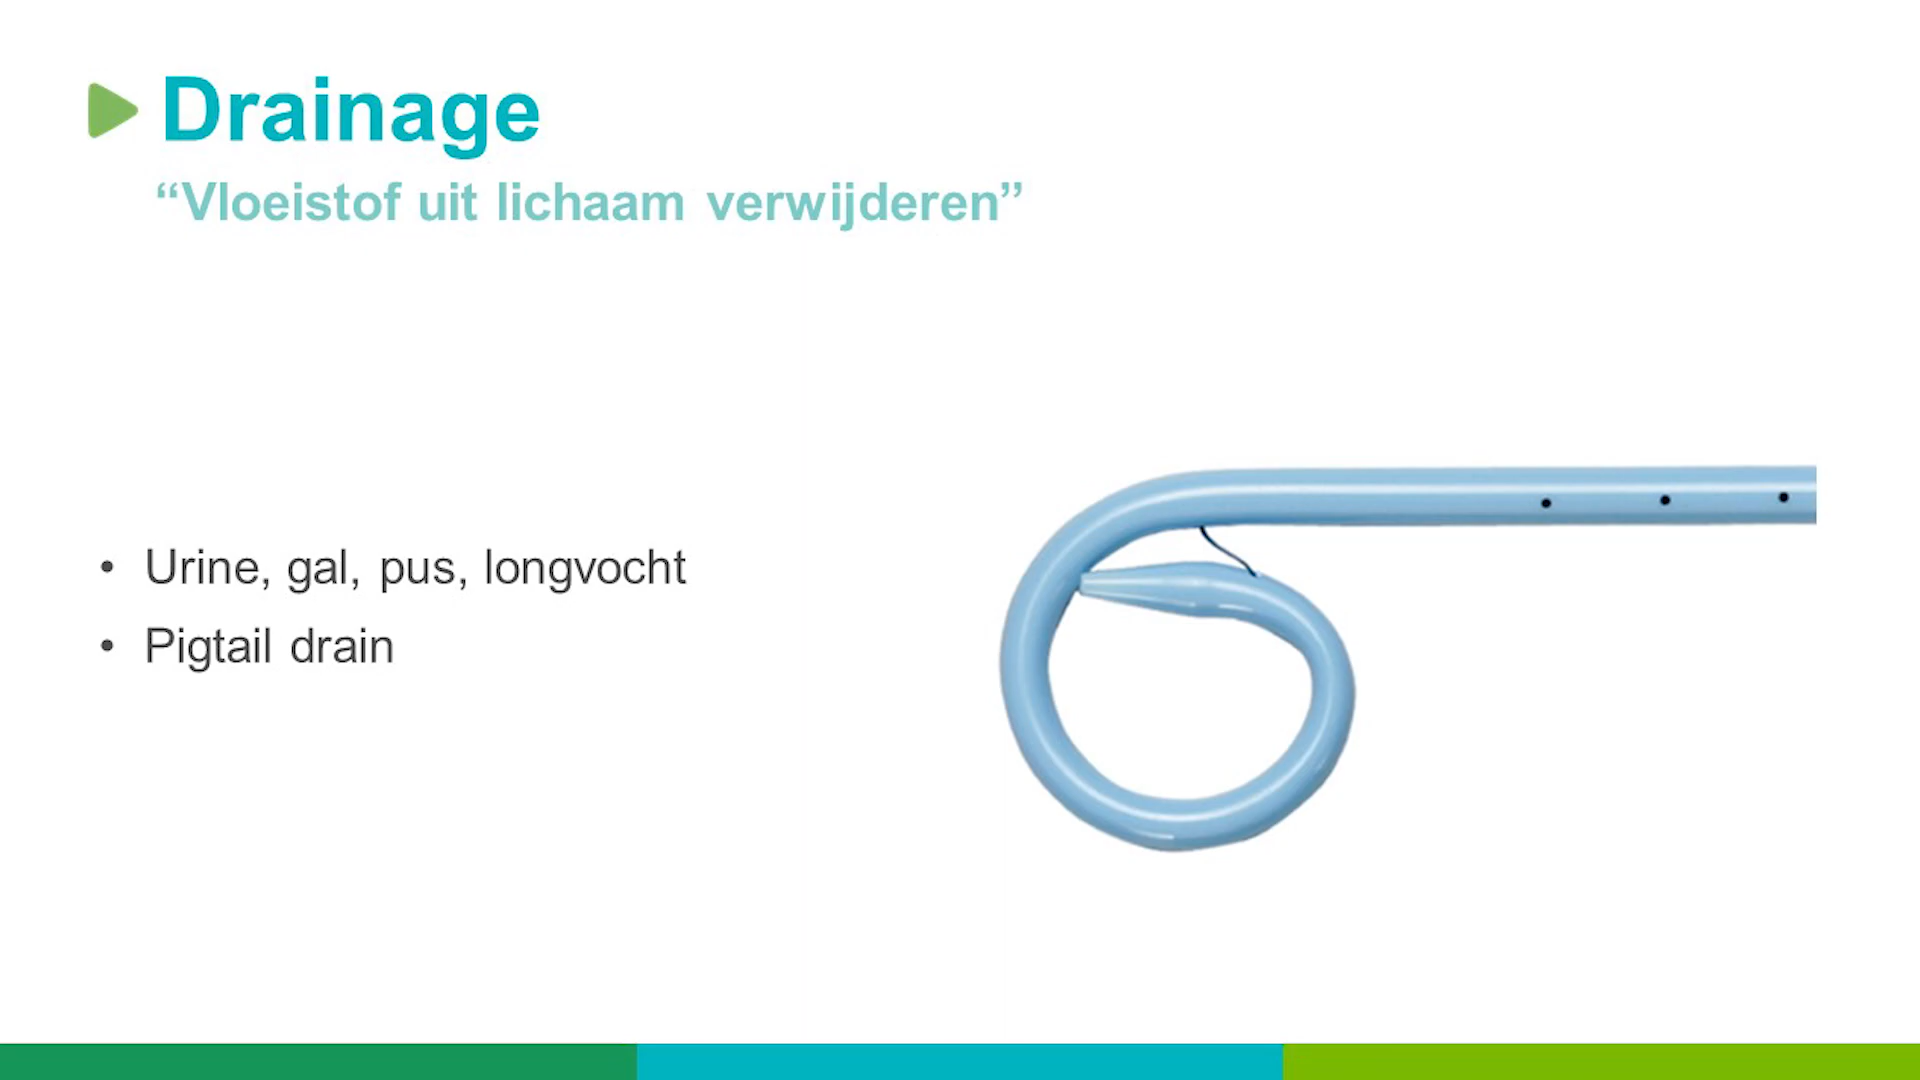 Drainage
“Vloeistof uit lichaam verwijderen”
• Urine, gal, pus, longvocht
• Pigtail drain